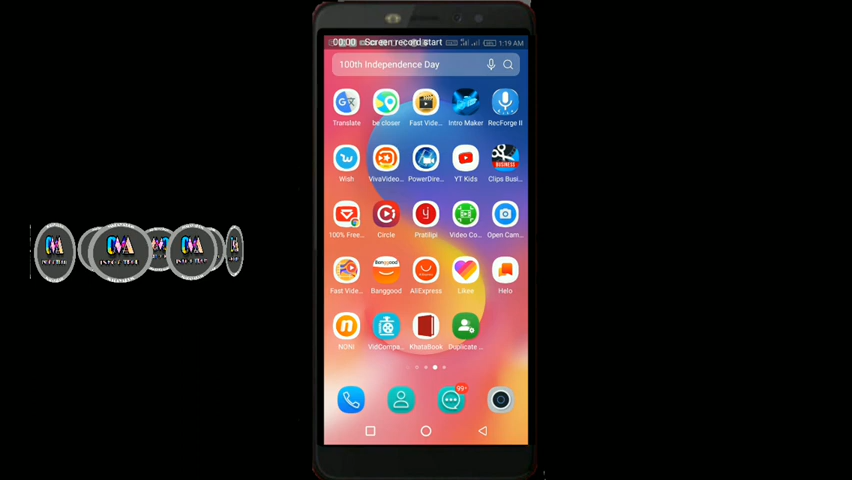 00:00 Screen record start
1:19 AM
100th Independence Day
Translate be closer Fast Vide... Intro Maker RecForge II
Wish VivaVideo... PowerDire... YT Kids Clips Busi...
100% Free... Circle Pratilipi Video Co... Open Cam...
Fast Vide... Banggood AliExpress Likee Helo
NONI VidCompa... KhataBook Duplicate ...
99+